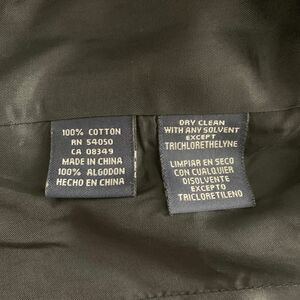 100% COTTON
RN 54050
CA 08349
MADE IN CHINA
100% ALGODON
HECHO EN CHINA
DRY CLEAN
WITH ANY SOLVENT
EXCEPT
TRICHLORETHELYNE
LIMPIAR EN SECO
CON CUALQUIER
DISOLVENTE
EXCEPTO
TRICLORETILENO